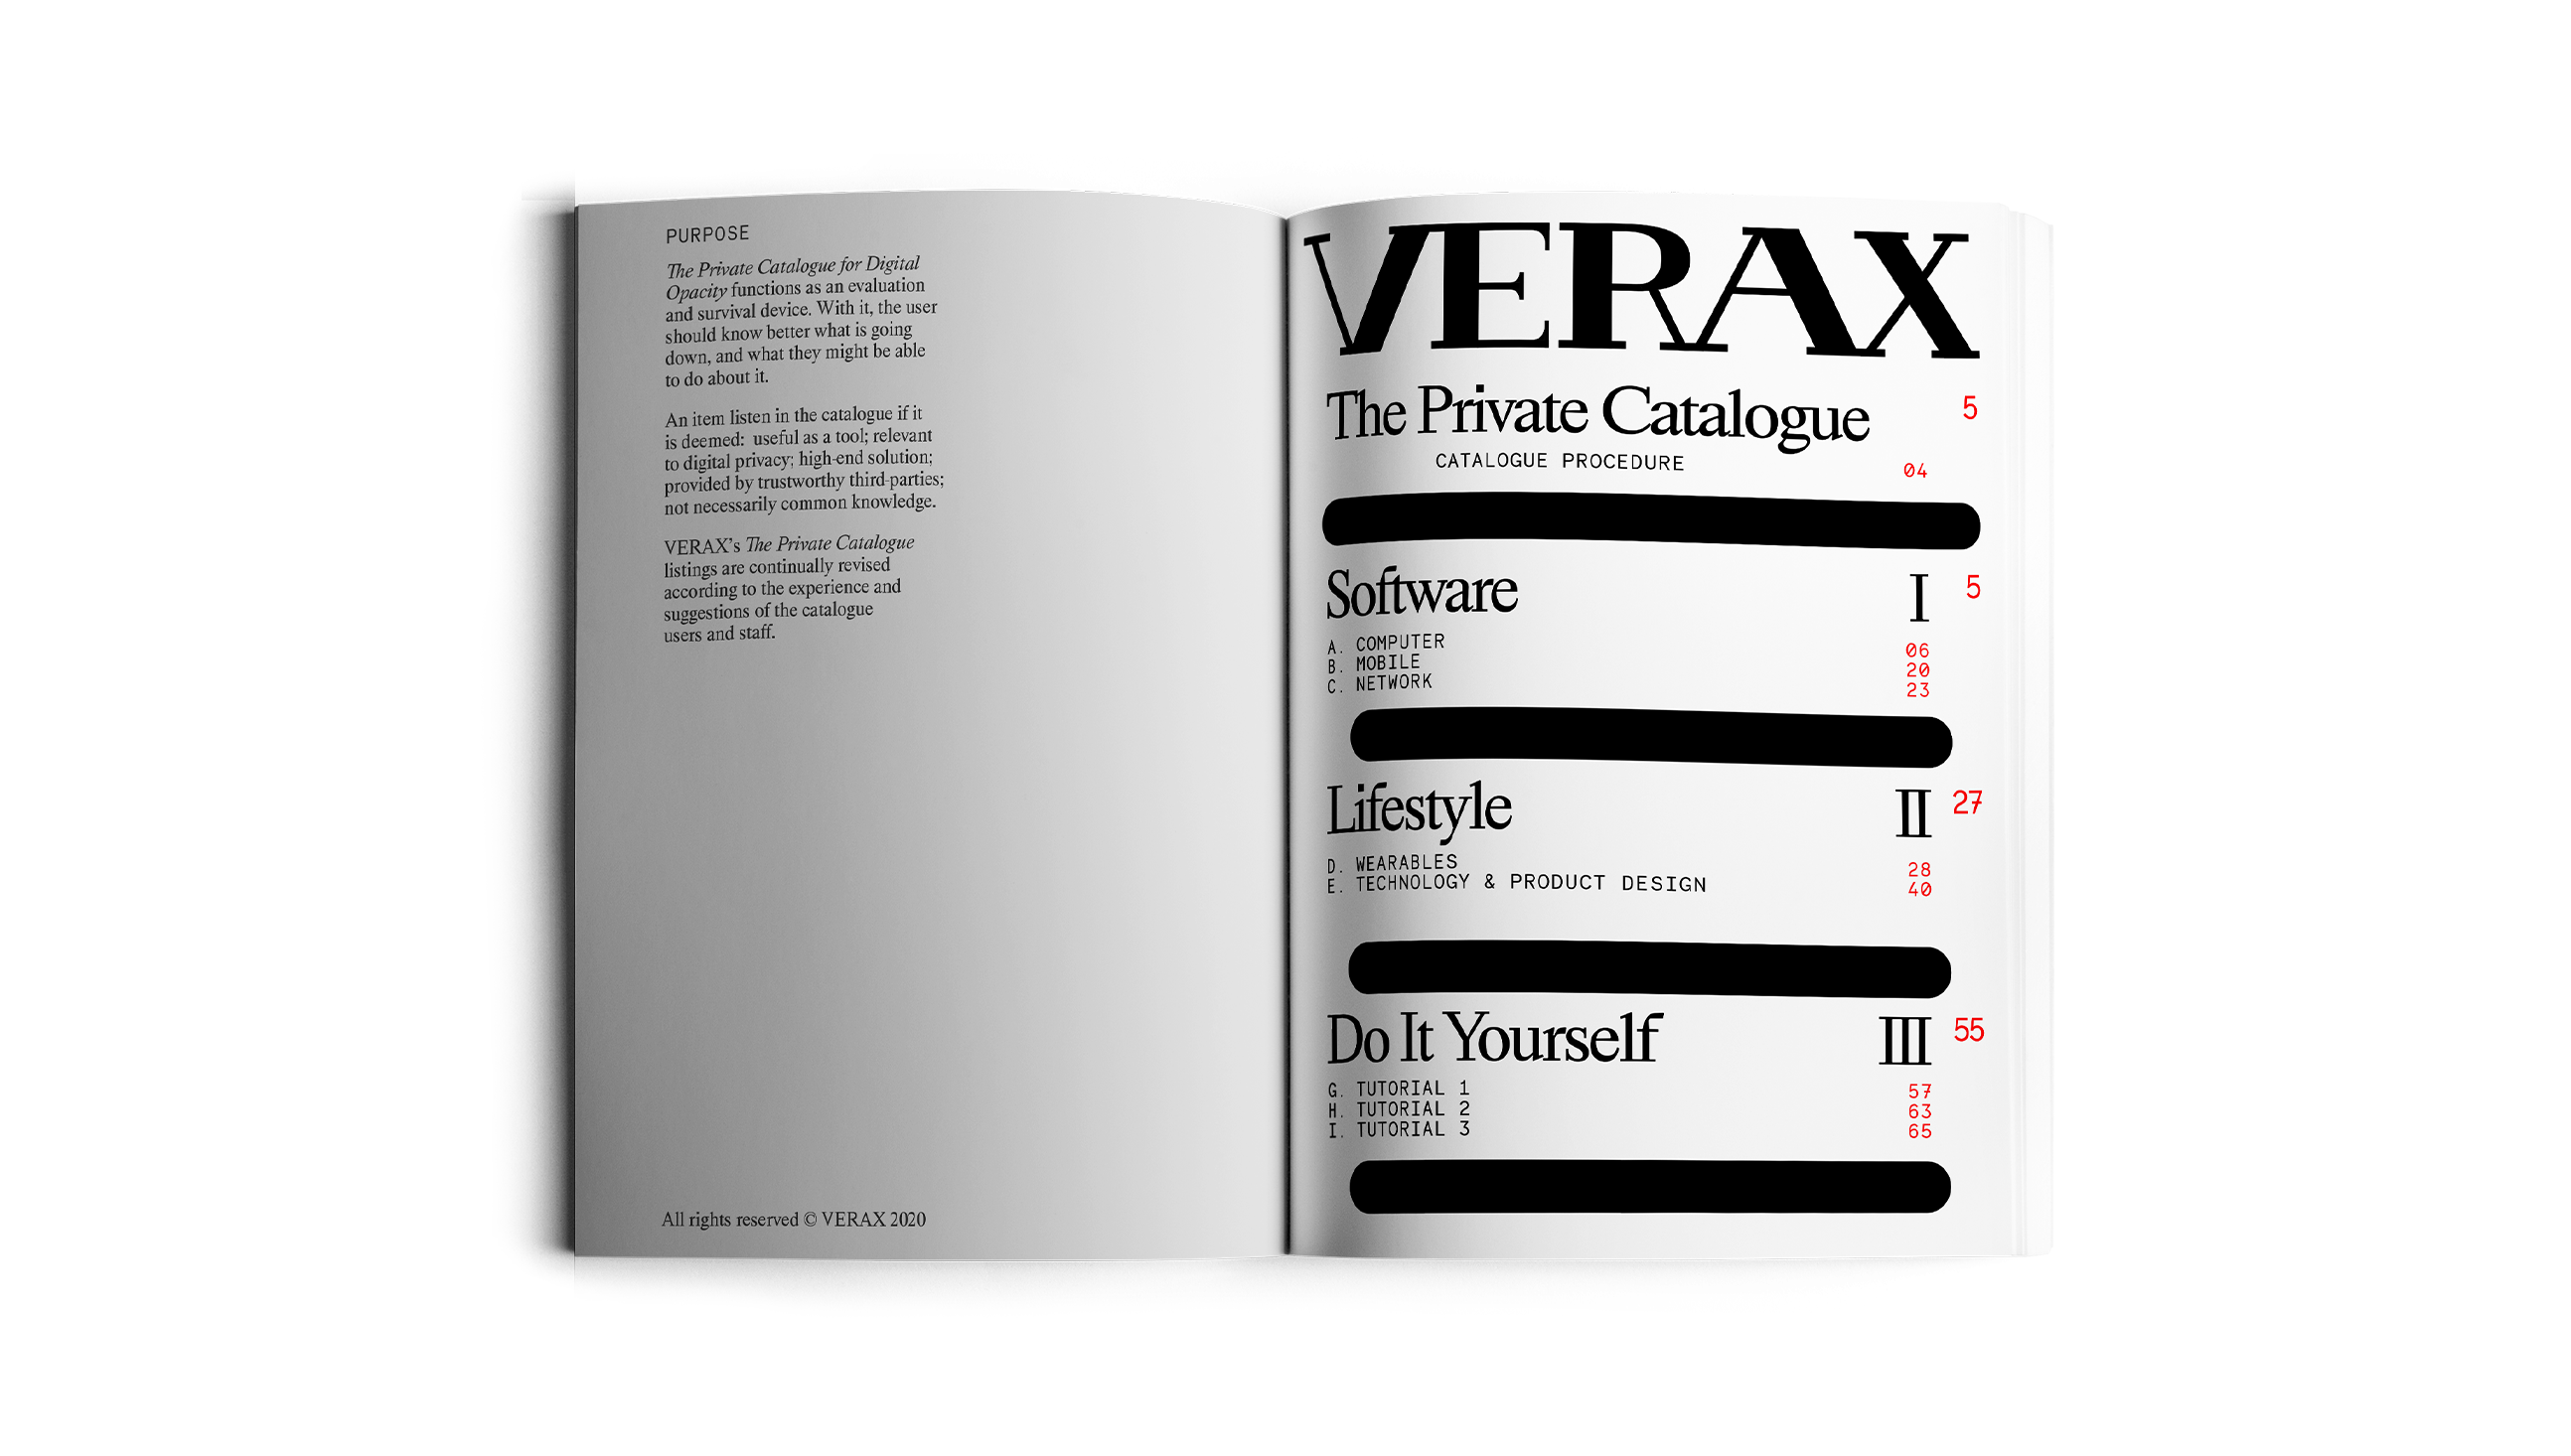 PURPOSE
The Private Catalogue for Digital
Opacity functions as an evaluation
and survival device. With it, the user
should know better what is going
down, and what they might be able
to do about it.
An item listen in the catalogue if it
is deemed:  useful as a tool; relevant
to digital privacy; high-end solution;
provided by trustworthy third-parties;
not necessarily common knowledge.
VERAX's The Private Catalogue
listings are continually revised
according to the experience and
suggestions of the catalogue
users and staff.
All rights reserved © VERAX 2020
VERAX
The Private Catalogue 5
CATALOGUE PROCEDURE 04
Software I 5
A. COMPUTER 06
B. MOBILE 20
C. NETWORK 23
Lifestyle II 27
D. WEARABLES 28
E. TECHNOLOGY & PRODUCT DESIGN 40
Do It Yourself III 55
G. TUTORIAL 1 57
H. TUTORIAL 2 63
I. TUTORIAL 3 65